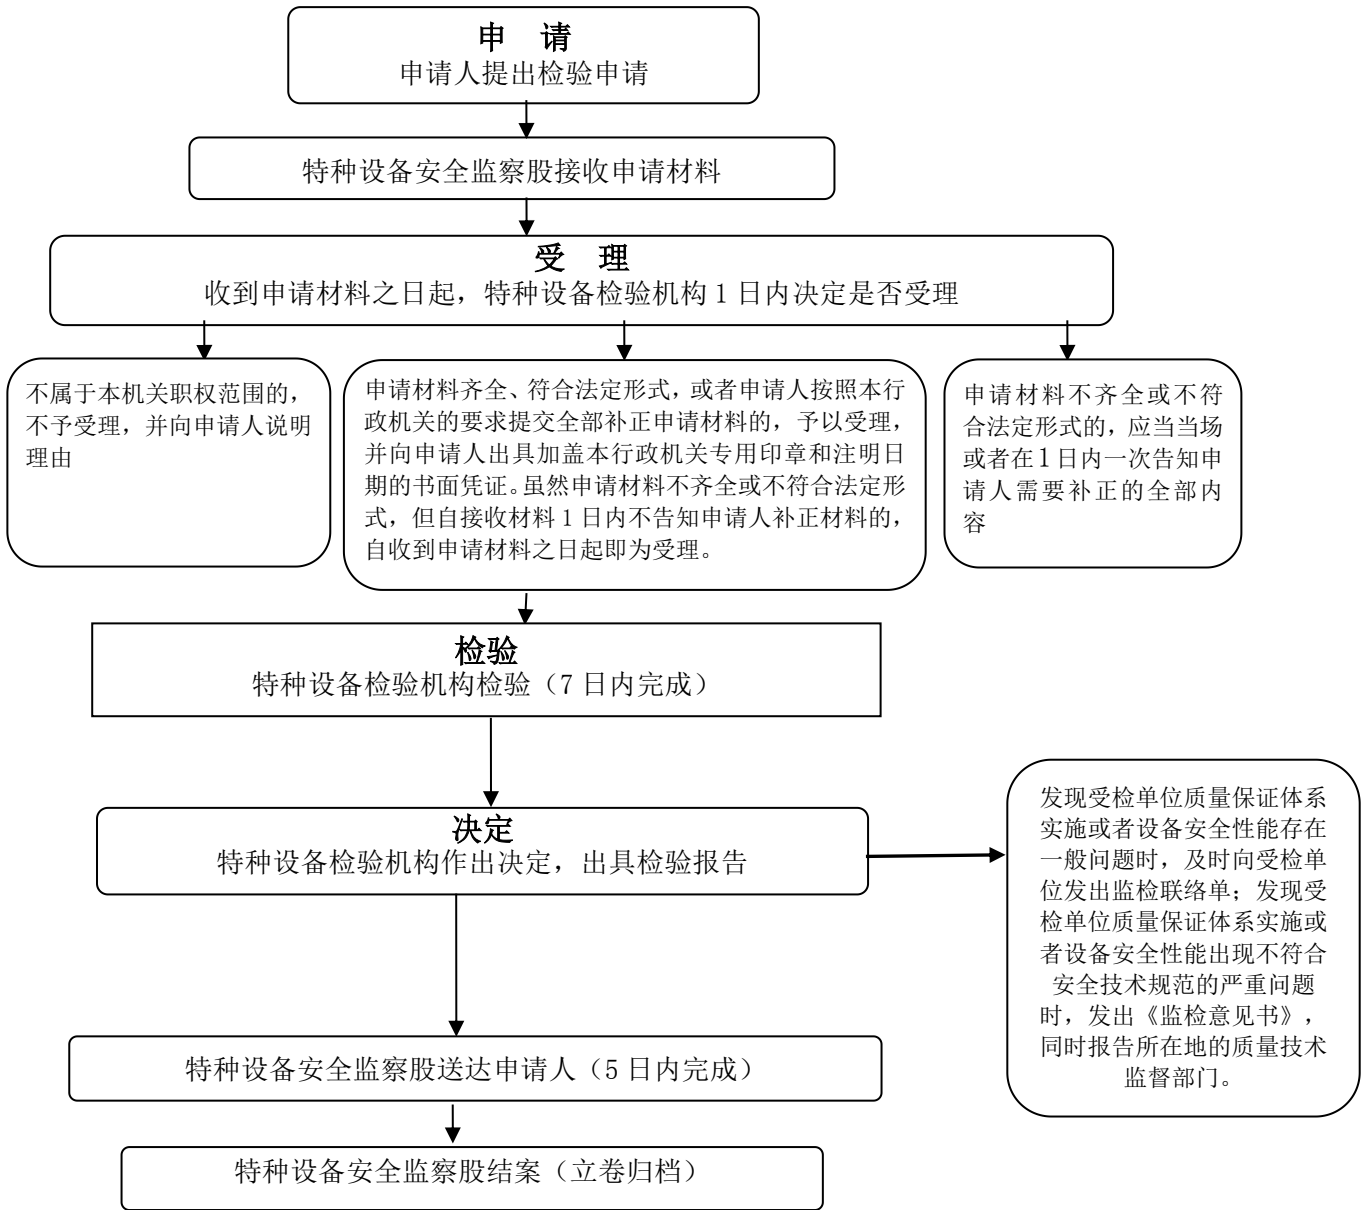 申　请
申请人提出检验申请
特种设备安全监察股接收申请材料
受　理
收到申请材料之日起，特种设备检验机构1日内决定是否受理
不属于本机关职权范围的，
不予受理，并向申请人说明
理由
申请材料齐全、符合法定形式，或者申请人按照本行
政机关的要求提交全部补正申请材料的，予以受理，
并向申请人出具加盖本行政机关专用印章和注明日
期的书面凭证。虽然申请材料不齐全或不符合法定形
式，但自接收材料1日内不告知申请人补正材料的，
自收到申请材料之日起即为受理。
申请材料不齐全或不符
合法定形式的，应当当场
或者在1日内一次告知申
请人需要补正的全部内
容
检验
特种设备检验机构检验（7日内完成）
决定
特种设备检验机构作出决定，出具检验报告
发现受检单位质量保证体系
实施或者设备安全性能存在
一般问题时，及时向受检单
位发出监检联络单；发现受
检单位质量保证体系实施或
者设备安全性能出现不符合
安全技术规范的严重问题
时，发出《监检意见书》，
同时报告所在地的质量技术
监督部门。
特种设备安全监察股送达申请人（5日内完成）
特种设备安全监察股结案（立卷归档）